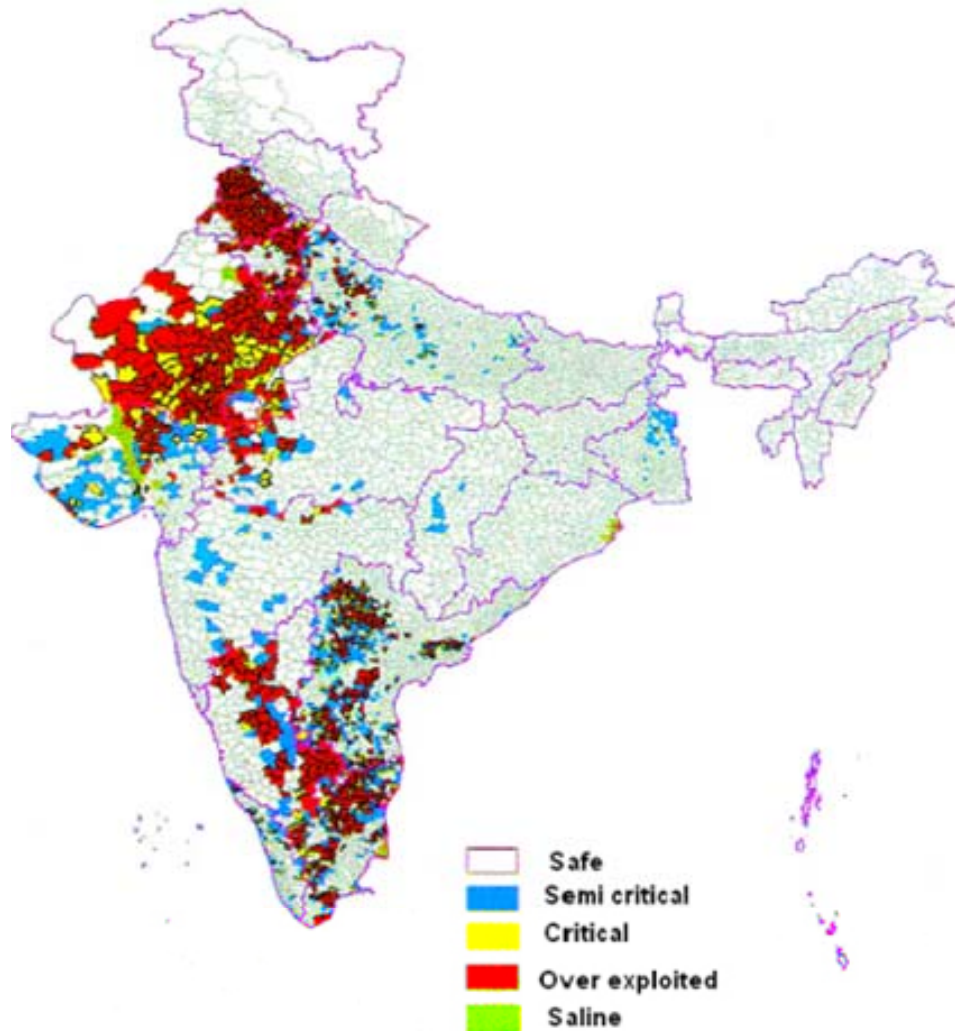 Safe
Semi critical
Critical
Over exploited
Saline